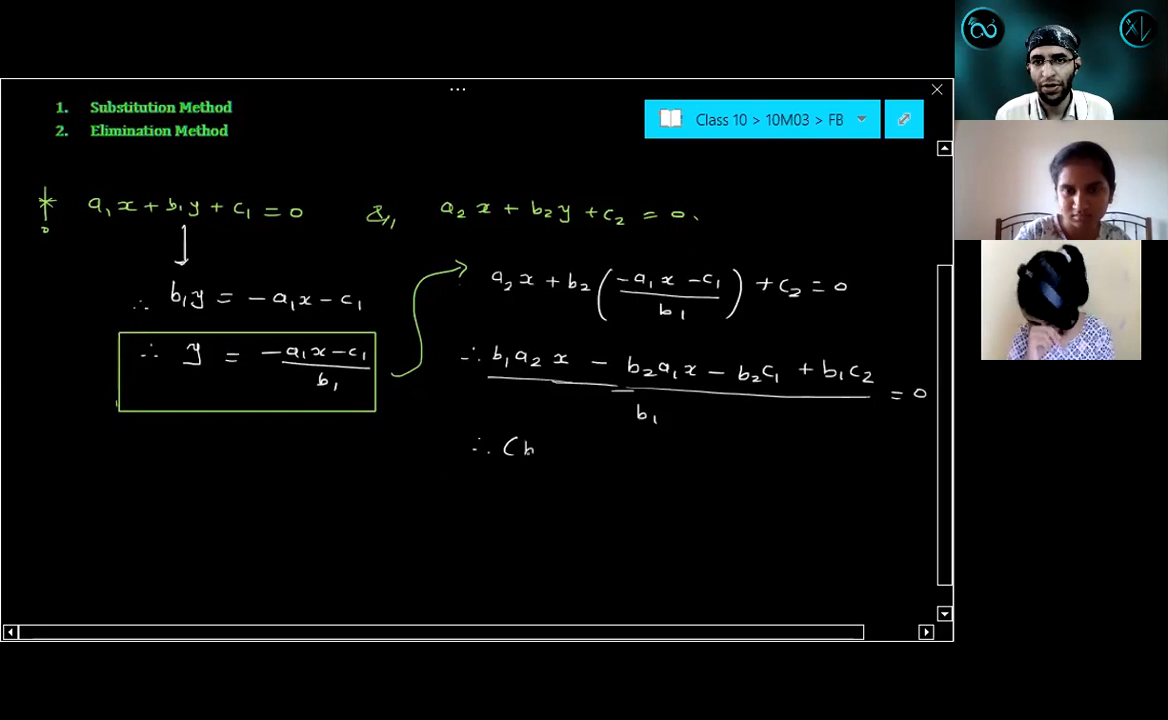 1. Substitution Method
2. Elimination Method
Class 10 > 10M03 > FB
* a₁x + b₁y + c₁ = 0 &,, a₂x + b₂y + c₂ = 0.
∴ b₁y = -a₁x - c₁
∴ y = (-a₁x - c₁)/b₁
a₂x + b₂((-a₁x - c₁)/b₁) + c₂ = 0
∴ (b₁a₂x - b₂a₁x - b₂c₁ + b₁c₂)/b₁ = 0
∴ (b